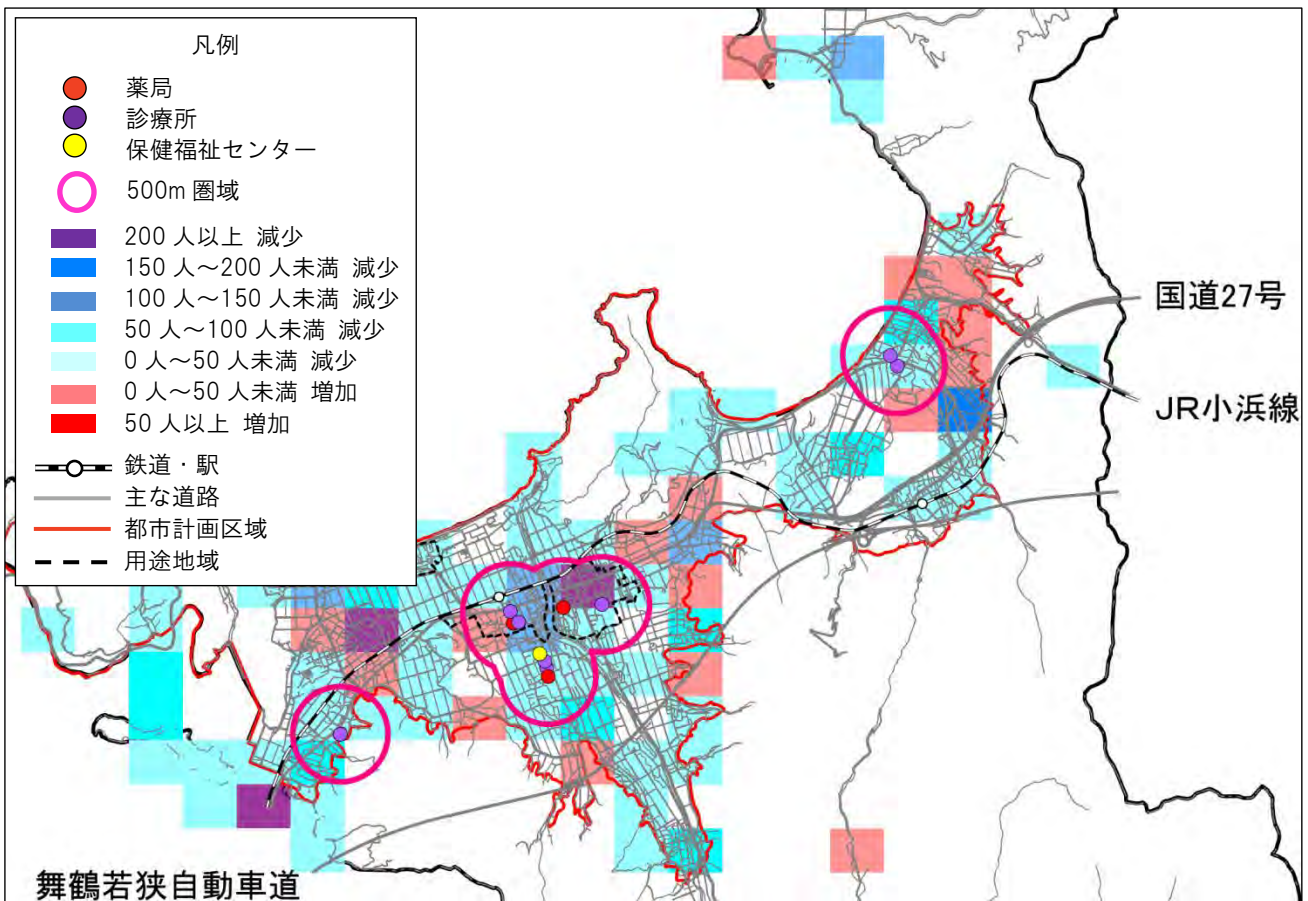 凡例
薬局
診療所
保健福祉センター
500m 圏域
200 人以上 減少
150 人～200 人未満 減少
100 人～150 人未満 減少
50 人～100 人未満 減少
0 人～50 人未満 減少
0 人～50 人未満 増加
50 人以上 増加
鉄道・駅
主な道路
都市計画区域
用途地域
国道27号
JR小浜線
舞鶴若狭自動車道